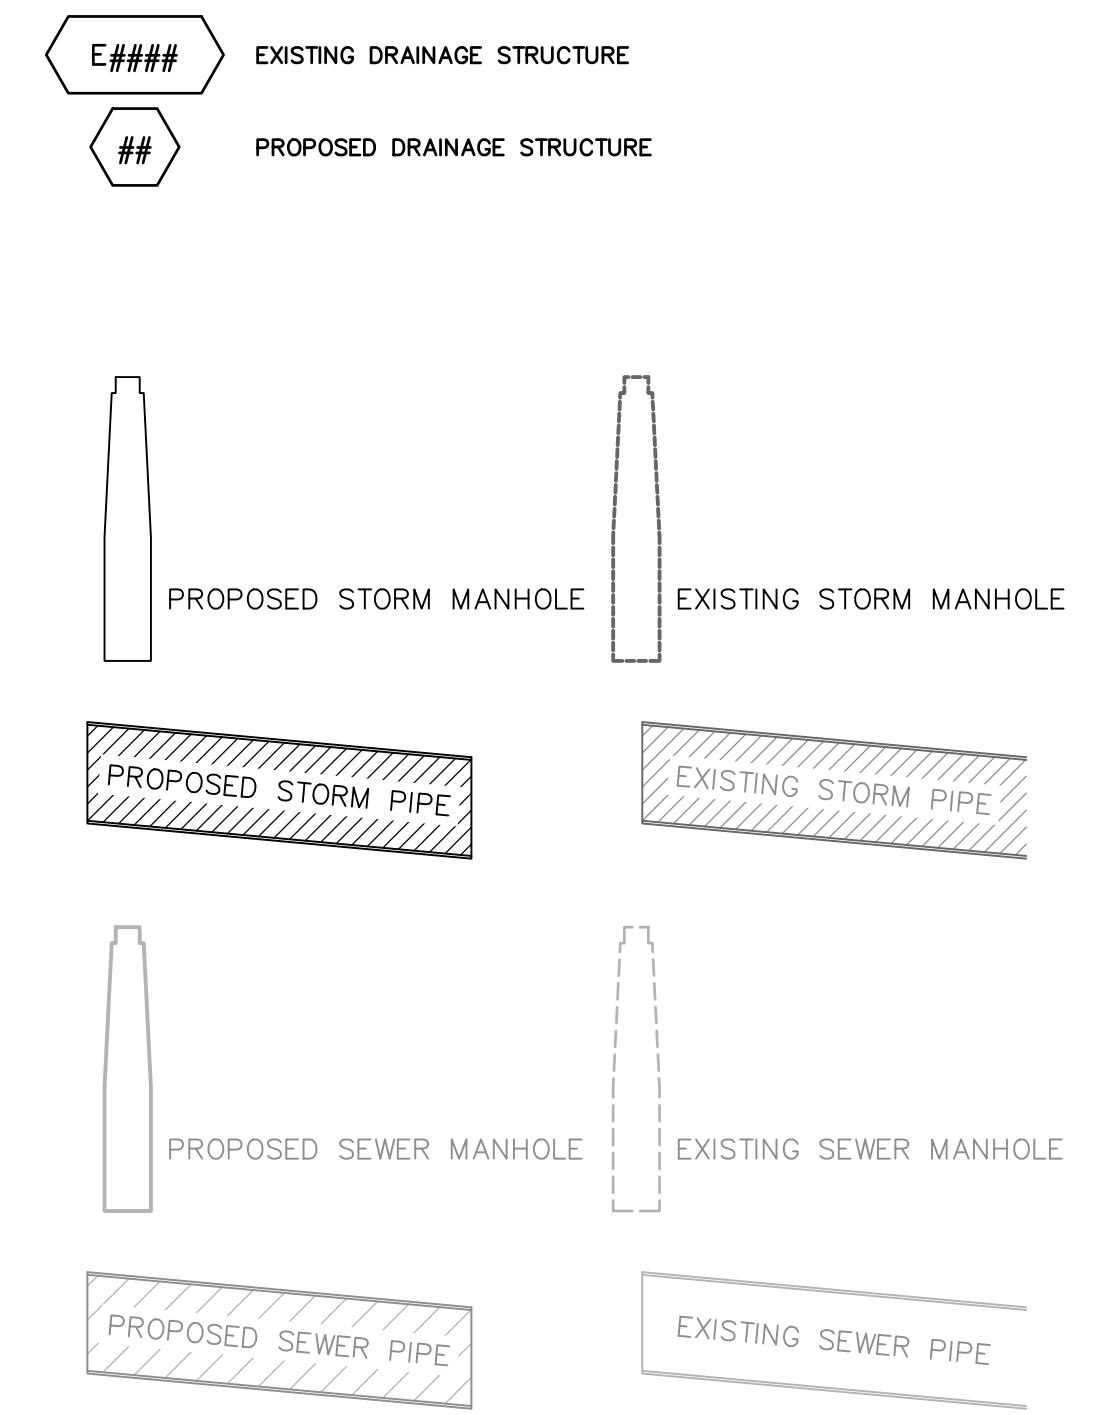 E#### EXISTING DRAINAGE STRUCTURE
## PROPOSED DRAINAGE STRUCTURE
PROPOSED STORM MANHOLE
EXISTING STORM MANHOLE
PROPOSED STORM PIPE
EXISTING STORM PIPE
PROPOSED SEWER MANHOLE
EXISTING SEWER MANHOLE
PROPOSED SEWER PIPE
EXISTING SEWER PIPE